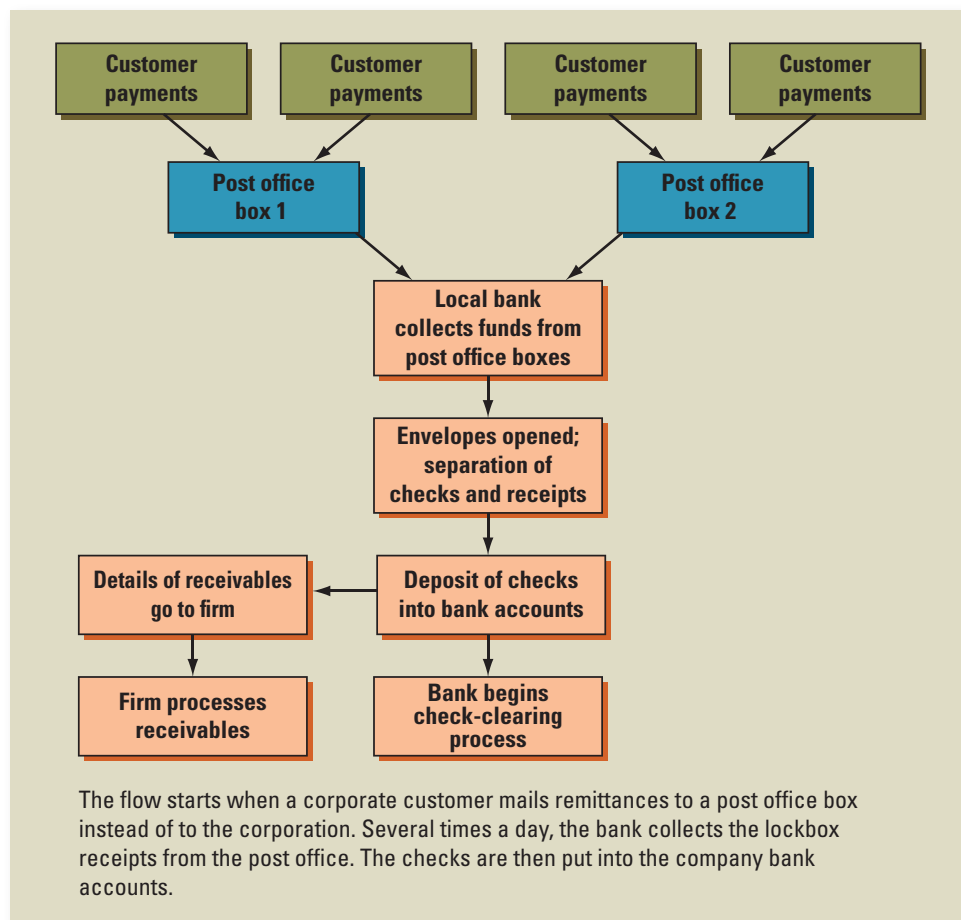 Customer
payments
Customer
payments
Customer
payments
Customer
payments
Post office
box 1
Post office
box 2
Local bank
collects funds from
post office boxes
Envelopes opened;
separation of
checks and receipts
Details of receivables
go to firm
Deposit of checks
into bank accounts
Firm processes
receivables
Bank begins
check-clearing
process
The flow starts when a corporate customer mails remittances to a post office box
instead of to the corporation. Several times a day, the bank collects the lockbox
receipts from the post office. The checks are then put into the company bank
accounts.